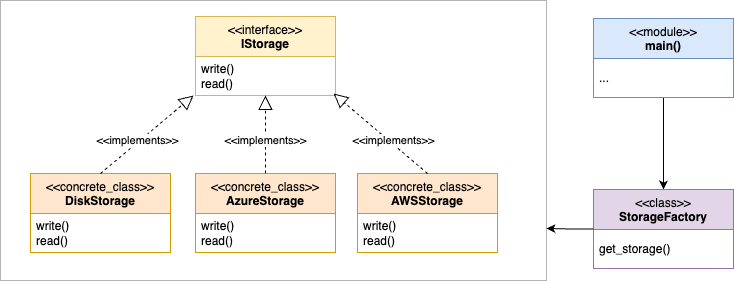 <<interface>>
IStorage
write()
read()
<<module>>
main()
...
<<implements>>
<<implements>>
<<implements>>
<<concrete_class>>
DiskStorage
write()
read()
<<concrete_class>>
AzureStorage
write()
read()
<<concrete_class>>
AWSStorage
write()
read()
<<class>>
StorageFactory
get_storage()